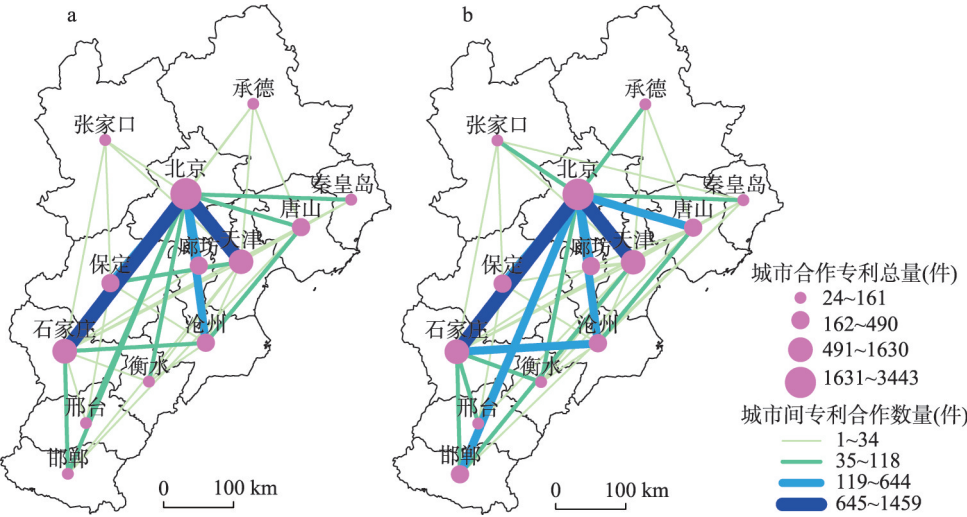 a
承德
张家口
北京
秦皇岛
唐山
廊坊
天津
保定
石家庄
沧州
衡水
邢台
邯郸
0 100 km
b
承德
张家口
北京
秦皇岛
唐山
廊坊
天津
保定
石家庄
沧州
衡水
邢台
邯郸
0 100 km
城市合作专利总量(件)
24~161
162~490
491~1630
1631~3443
城市间专利合作数量(件)
1~34
35~118
119~644
645~1459